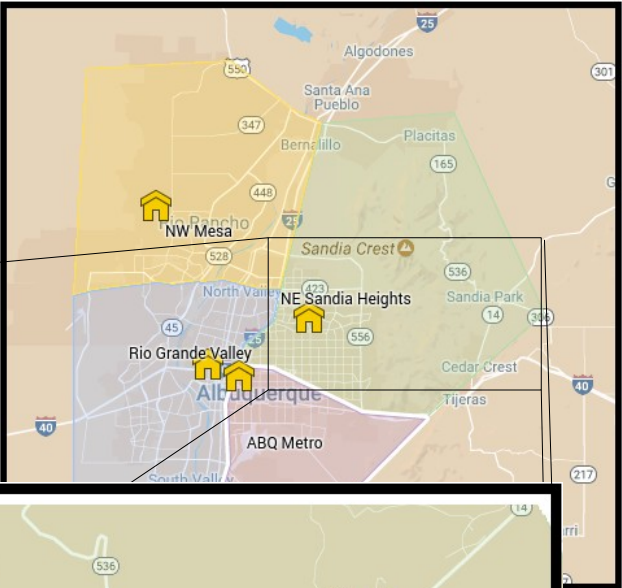 25
Algodones
301
550
Santa Ana
Pueblo
347
Bernalillo
Placitas
165
448
Rio Rancho
25
NW Mesa
Sandia Crest
528
536
North Valley
423
NE Sandia Heights
Sandia Park
14
306
45
25
556
Rio Grande Valley
Cedar Crest
Albuquerque
40
Tijeras
40
ABQ Metro
217
South Valley
14
536